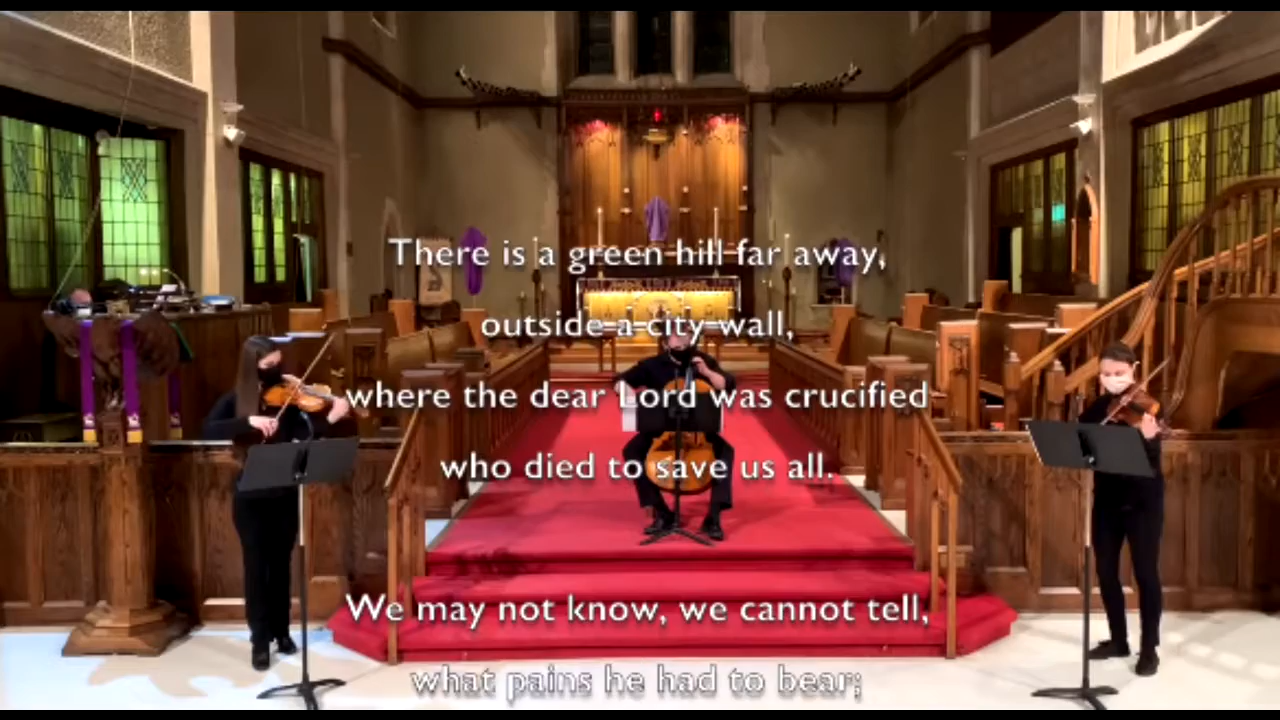 There is a green hill far away,
outside a city wall,
where the dear Lord was crucified
who died to save us all.
We may not know, we cannot tell,
what pains he had to bear;